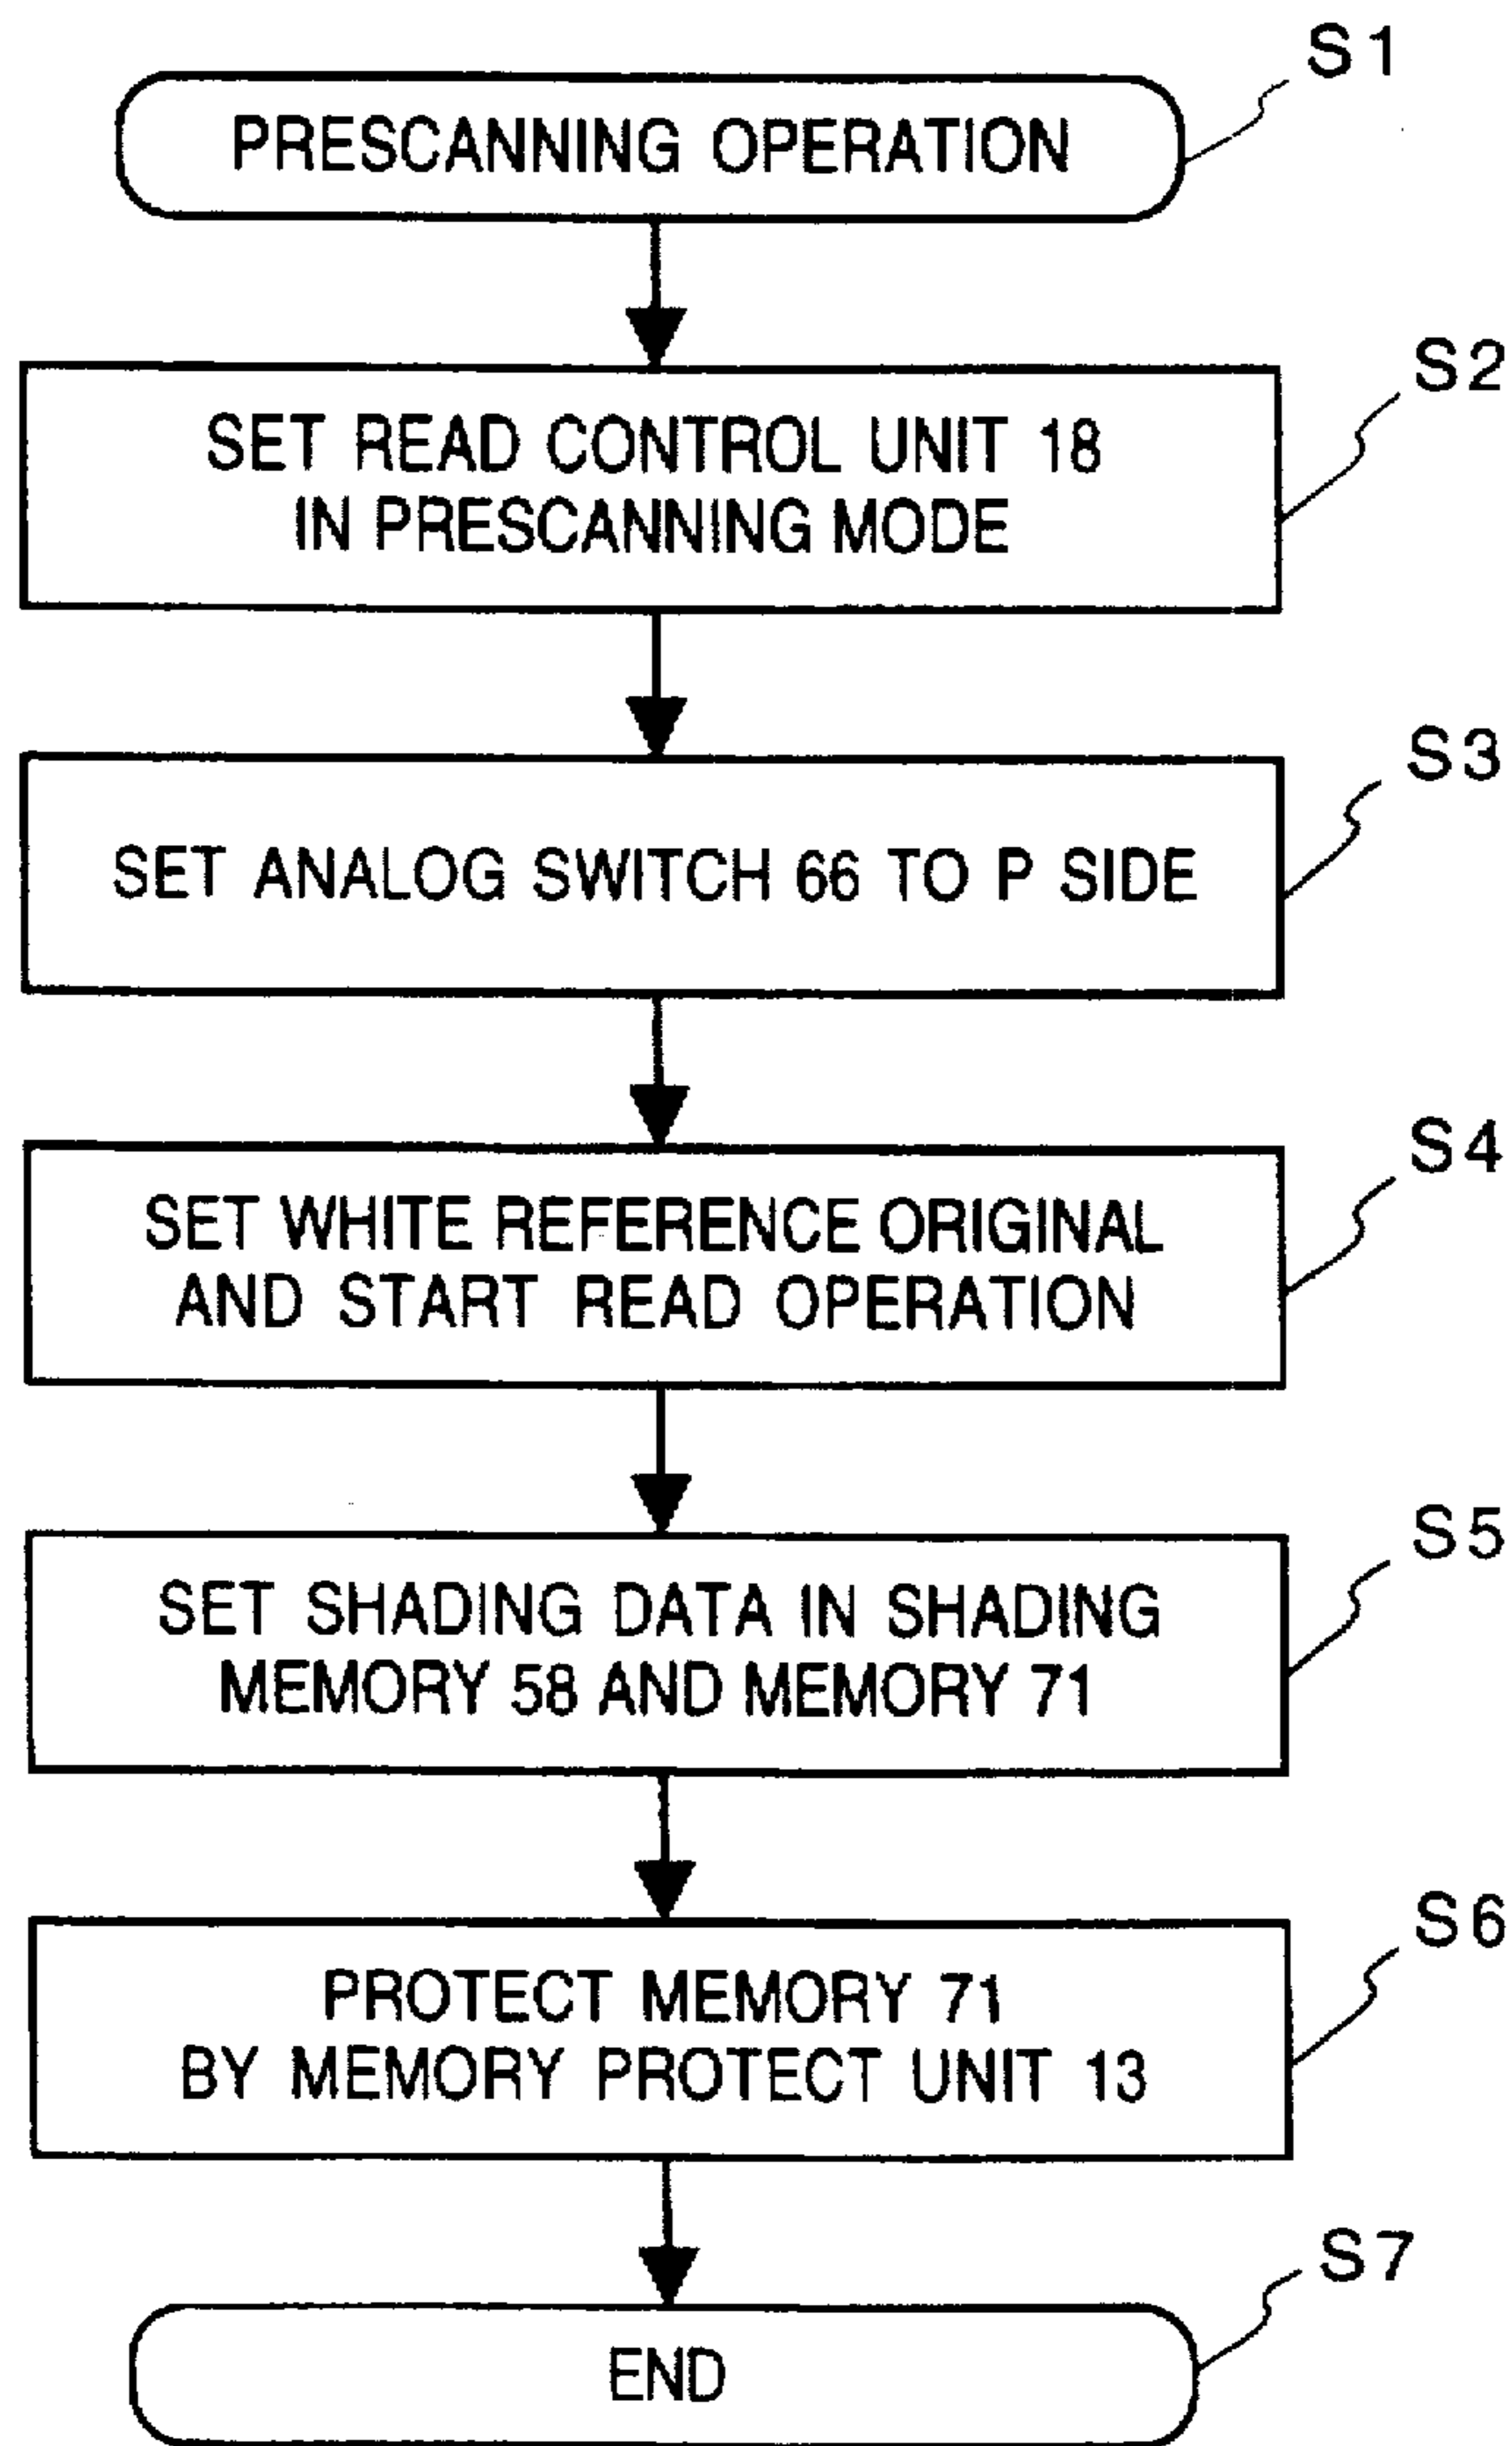 S1
PRESCANNING OPERATION
S2
SET READ CONTROL UNIT 18
IN PRESCANNING MODE
S3
SET ANALOG SWITCH 66 TO P SIDE
S4
SET WHITE REFERENCE ORIGINAL
AND START READ OPERATION
S5
SET SHADING DATA IN SHADING
MEMORY 58 AND MEMORY 71
S6
PROTECT MEMORY 71
BY MEMORY PROTECT UNIT 13
S7
END